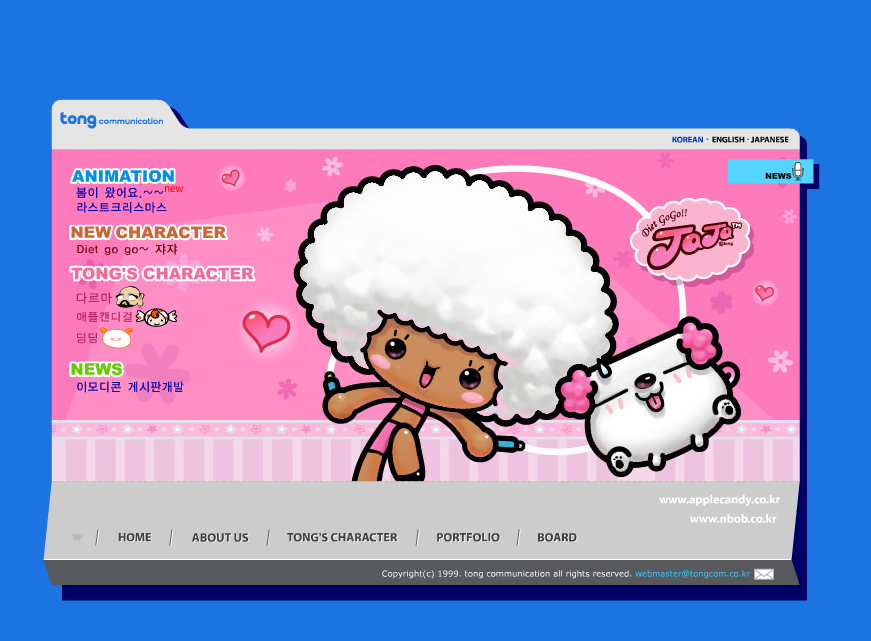 tong communication
KOREAN · ENGLISH · JAPANESE
NEWS
ANIMATION
봄이 왔어요.~~new
라스트크리스마스
NEW CHARACTER
Diet go go~ 쟈쟈
TONG'S CHARACTER
다르마
애플캔디걸
딩딩
NEWS
이모디콘 게시판개발
Diet GoGo!!
JaJa™
©tong
www.applecandy.co.kr
www.nbob.co.kr
HOME
ABOUT US
TONG'S CHARACTER
PORTFOLIO
BOARD
Copyright(c) 1999. tong communication all rights reserved. webmaster@tongcom.co.kr